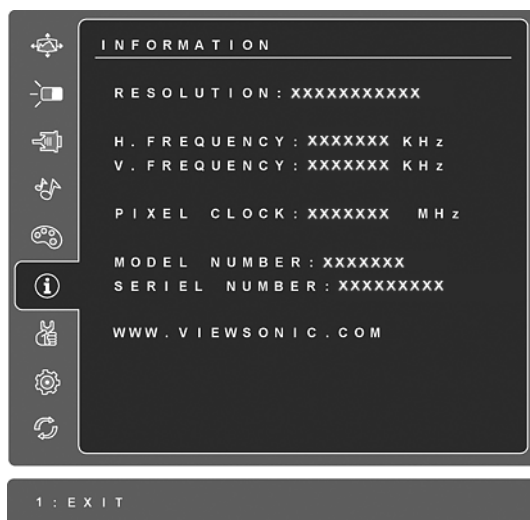 INFORMATION
RESOLUTION: XXXXXXXXXXX
H. FREQUENCY: XXXXXXX KHz
V. FREQUENCY: XXXXXXX KHz
PIXEL CLOCK: XXXXXXX MHz
MODEL NUMBER: XXXXXXX
SERIEL NUMBER: XXXXXXXXX
WWW.VIEWSONIC.COM
1: EXIT